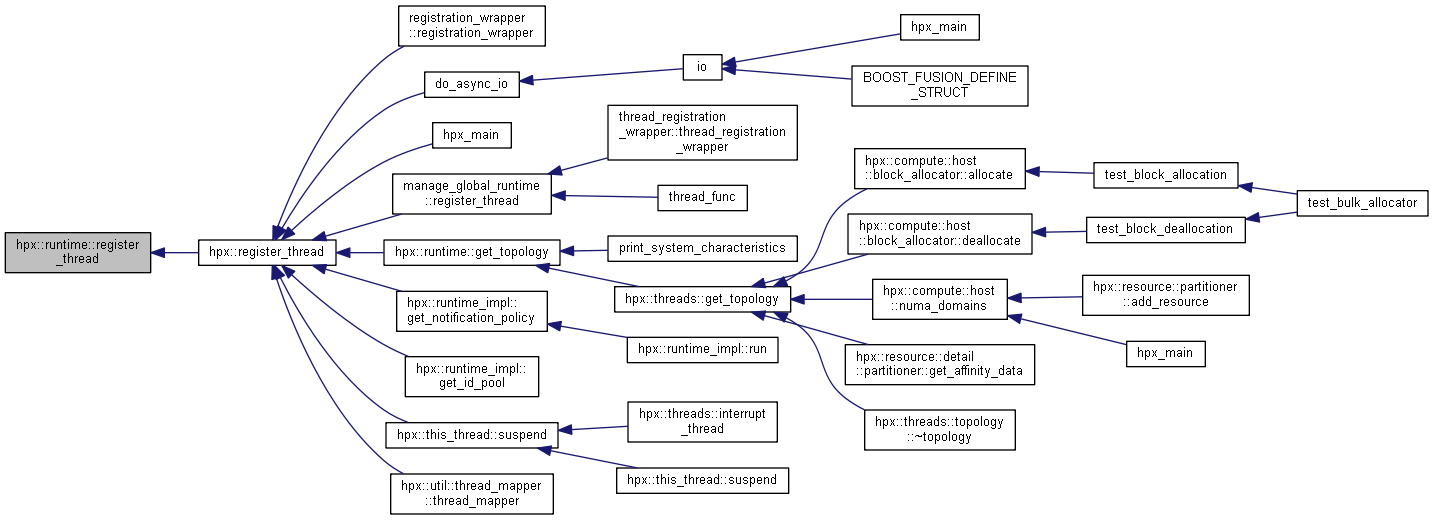 hpx::runtime::register
_thread
hpx::register_thread
registration_wrapper
::registration_wrapper
do_async_io
hpx_main
manage_global_runtime
::register_thread
hpx::runtime::get_topology
hpx::runtime_impl::
get_notification_policy
hpx::runtime_impl::
get_id_pool
hpx::this_thread::suspend
hpx::util::thread_mapper
::thread_mapper
io
thread_registration
_wrapper::thread_registration
_wrapper
thread_func
print_system_characteristics
hpx::threads::get_topology
hpx::runtime_impl::run
hpx::threads::interrupt
_thread
hpx::this_thread::suspend
hpx_main
BOOST_FUSION_DEFINE
_STRUCT
hpx::compute::host
::block_allocator::allocate
hpx::compute::host
::block_allocator::deallocate
hpx::compute::host
::numa_domains
hpx::resource::detail
::partitioner::get_affinity_data
hpx::threads::topology
::~topology
test_block_allocation
test_block_deallocation
hpx::resource::partitioner
::add_resource
hpx_main
test_bulk_allocator